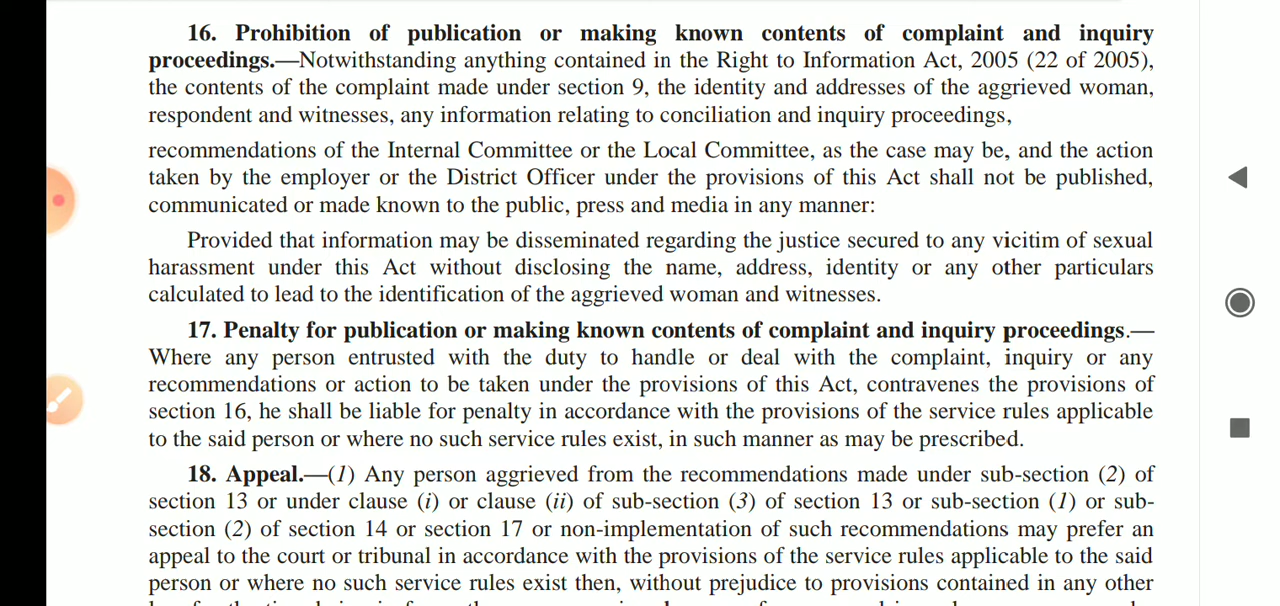 16. Prohibition of publication or making known contents of complaint and inquiry
proceedings.—Notwithstanding anything contained in the Right to Information Act, 2005 (22 of 2005),
the contents of the complaint made under section 9, the identity and addresses of the aggrieved woman,
respondent and witnesses, any information relating to conciliation and inquiry proceedings,
recommendations of the Internal Committee or the Local Committee, as the case may be, and the action
taken by the employer or the District Officer under the provisions of this Act shall not be published,
communicated or made known to the public, press and media in any manner:
Provided that information may be disseminated regarding the justice secured to any vicitim of sexual
harassment under this Act without disclosing the name, address, identity or any other particulars
calculated to lead to the identification of the aggrieved woman and witnesses.
17. Penalty for publication or making known contents of complaint and inquiry proceedings.—
Where any person entrusted with the duty to handle or deal with the complaint, inquiry or any
recommendations or action to be taken under the provisions of this Act, contravenes the provisions of
section 16, he shall be liable for penalty in accordance with the provisions of the service rules applicable
to the said person or where no such service rules exist, in such manner as may be prescribed.
18. Appeal.—(1) Any person aggrieved from the recommendations made under sub-section (2) of
section 13 or under clause (i) or clause (ii) of sub-section (3) of section 13 or sub-section (1) or sub-
section (2) of section 14 or section 17 or non-implementation of such recommendations may prefer an
appeal to the court or tribunal in accordance with the provisions of the service rules applicable to the said
person or where no such service rules exist then, without prejudice to provisions contained in any other